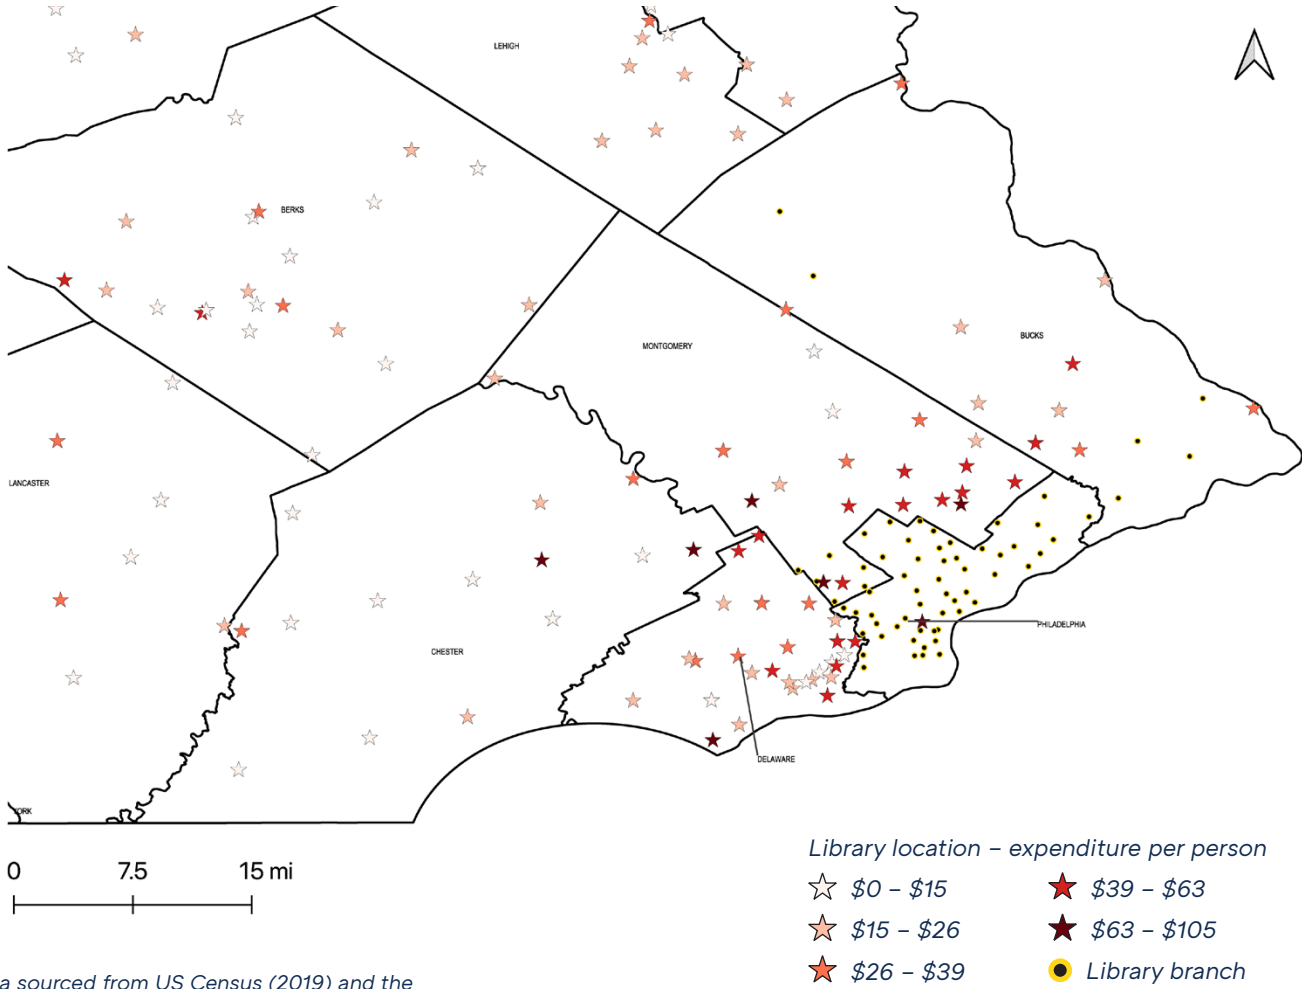 LEHIGH
BERKS
BUCKS
MONTGOMERY
LANCASTER
PHILADELPHIA
CHESTER
DELAWARE
0 7.5 15 mi
Library location – expenditure per person
$0 – $15
$39 – $63
$15 – $26
$63 – $105
$26 – $39
Library branch
a sourced from US Census (2019) and the